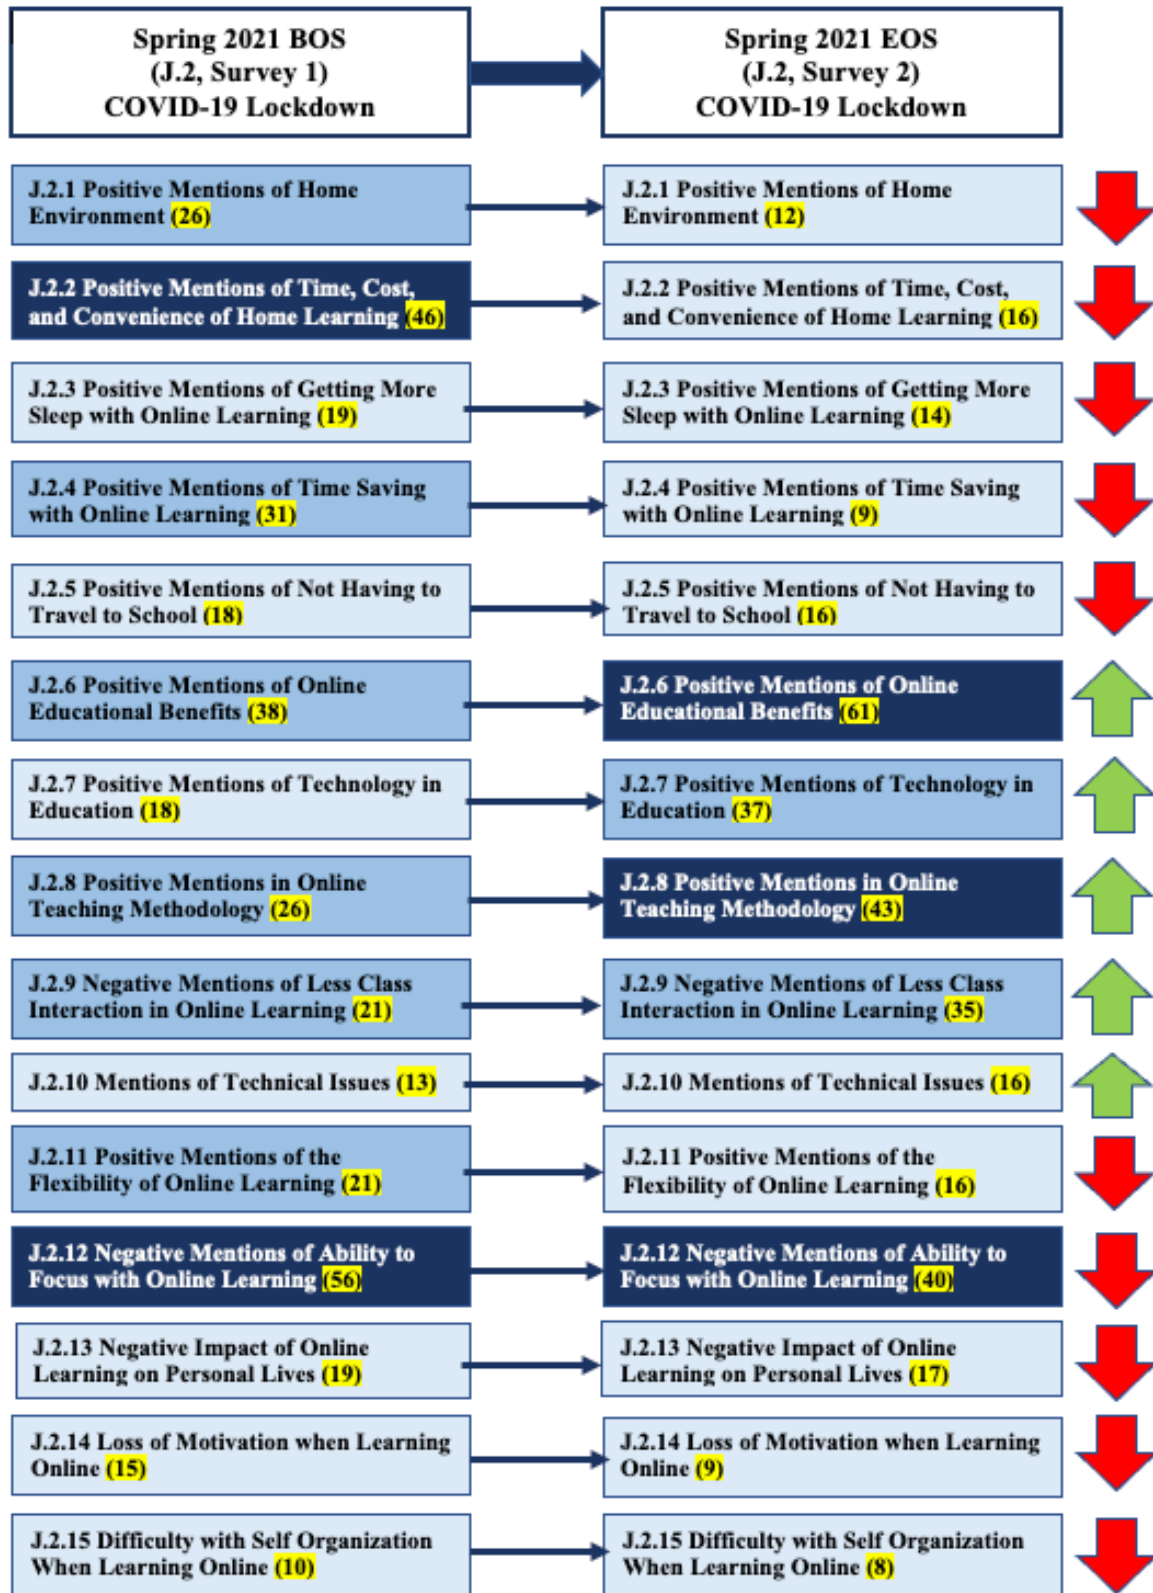 Spring 2021 BOS
(J.2, Survey 1)
COVID-19 Lockdown
Spring 2021 EOS
(J.2, Survey 2)
COVID-19 Lockdown
J.2.1 Positive Mentions of Home
Environment (26)
J.2.1 Positive Mentions of Home
Environment (12)
J.2.2 Positive Mentions of Time, Cost,
and Convenience of Home Learning (46)
J.2.2 Positive Mentions of Time, Cost,
and Convenience of Home Learning (16)
J.2.3 Positive Mentions of Getting More
Sleep with Online Learning (19)
J.2.3 Positive Mentions of Getting More
Sleep with Online Learning (14)
J.2.4 Positive Mentions of Time Saving
with Online Learning (31)
J.2.4 Positive Mentions of Time Saving
with Online Learning (9)
J.2.5 Positive Mentions of Not Having to
Travel to School (18)
J.2.5 Positive Mentions of Not Having to
Travel to School (16)
J.2.6 Positive Mentions of Online
Educational Benefits (38)
J.2.6 Positive Mentions of Online
Educational Benefits (61)
J.2.7 Positive Mentions of Technology in
Education (18)
J.2.7 Positive Mentions of Technology in
Education (37)
J.2.8 Positive Mentions in Online
Teaching Methodology (26)
J.2.8 Positive Mentions in Online
Teaching Methodology (43)
J.2.9 Negative Mentions of Less Class
Interaction in Online Learning (21)
J.2.9 Negative Mentions of Less Class
Interaction in Online Learning (35)
J.2.10 Mentions of Technical Issues (13)
J.2.10 Mentions of Technical Issues (16)
J.2.11 Positive Mentions of the
Flexibility of Online Learning (21)
J.2.11 Positive Mentions of the
Flexibility of Online Learning (16)
J.2.12 Negative Mentions of Ability to
Focus with Online Learning (56)
J.2.12 Negative Mentions of Ability to
Focus with Online Learning (40)
J.2.13 Negative Impact of Online
Learning on Personal Lives (19)
J.2.13 Negative Impact of Online
Learning on Personal Lives (17)
J.2.14 Loss of Motivation when Learning
Online (15)
J.2.14 Loss of Motivation when Learning
Online (9)
J.2.15 Difficulty with Self Organization
When Learning Online (10)
J.2.15 Difficulty with Self Organization
When Learning Online (8)